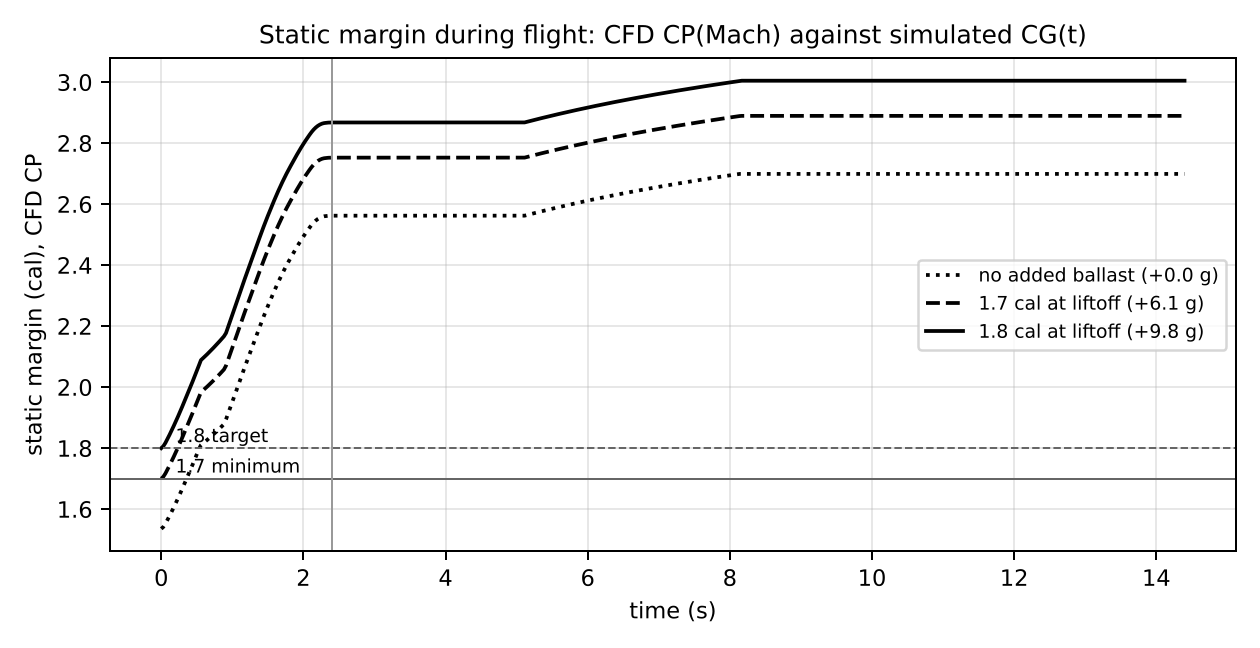 Static margin during flight: CFD CP(Mach) against simulated CG(t)
static margin (cal), CFD CP
3.0
2.8
2.6
2.4
2.2
2.0
1.8
1.6
1.8 target
1.7 minimum
no added ballast (+0.0 g)
1.7 cal at liftoff (+6.1 g)
1.8 cal at liftoff (+9.8 g)
0 2 4 6 8 10 12 14
time (s)